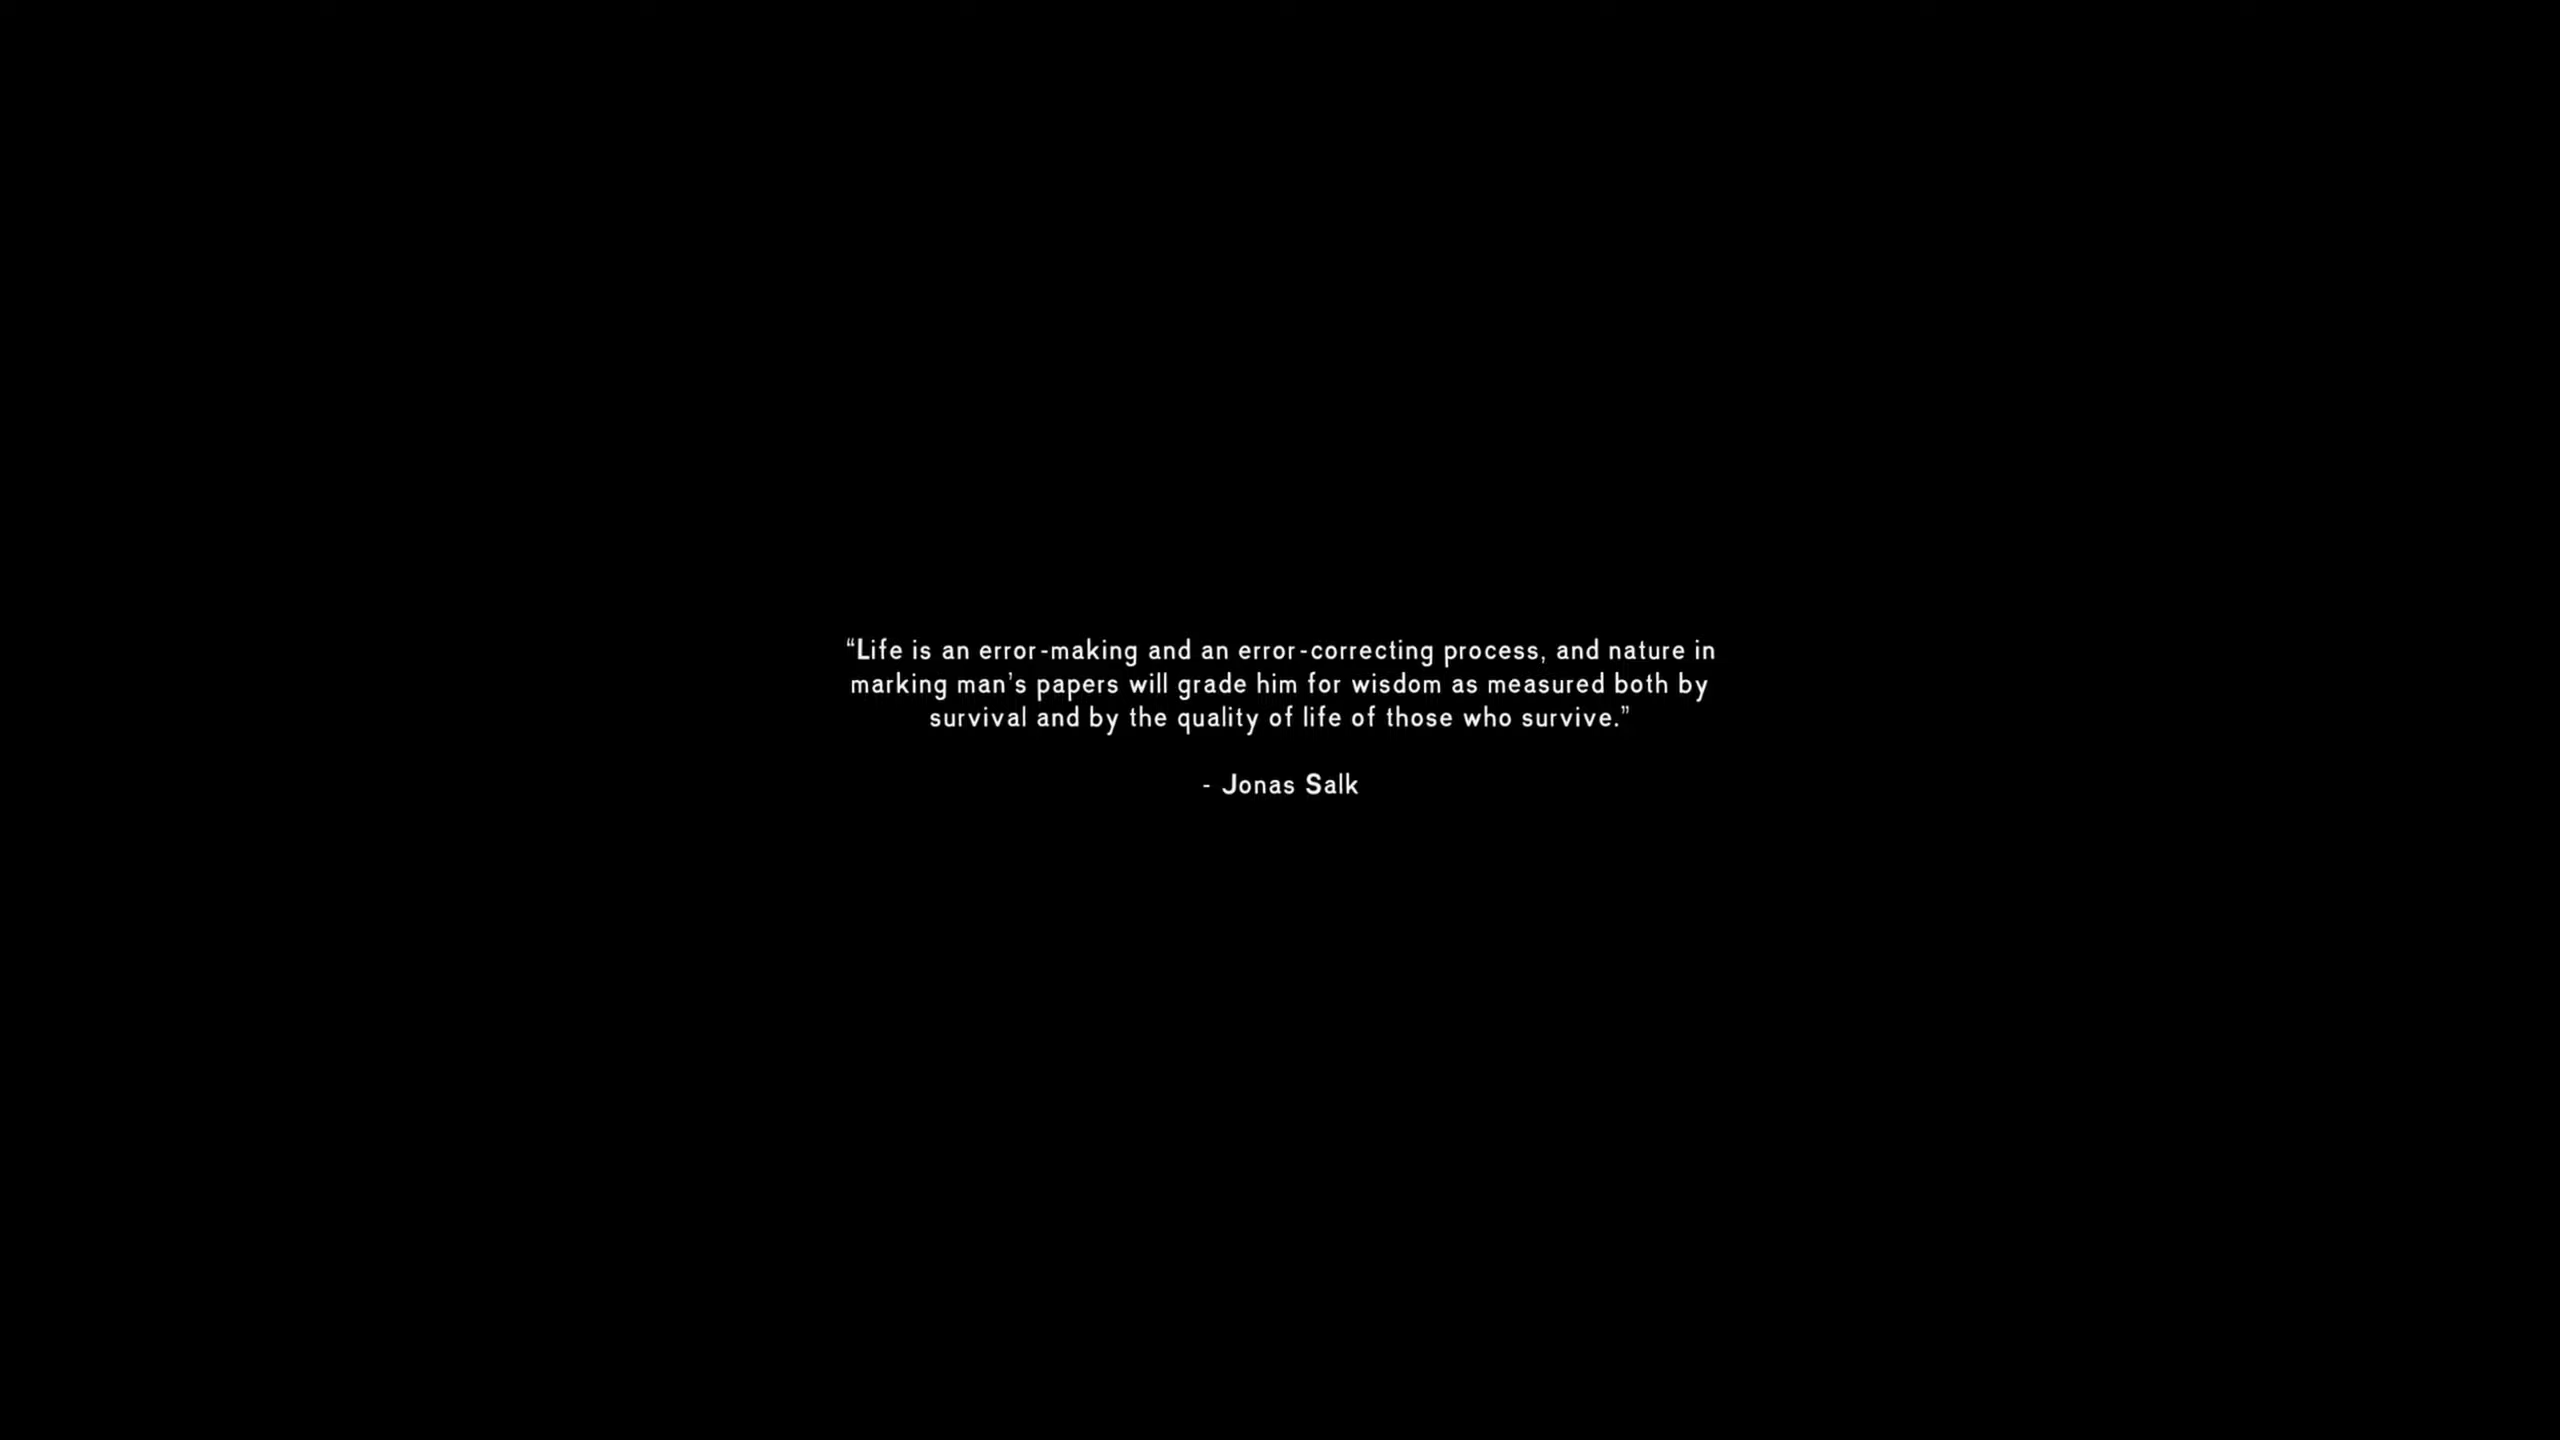 “Life is an error-making and an error-correcting process, and nature in
marking man’s papers will grade him for wisdom as measured both by
survival and by the quality of life of those who survive.”
- Jonas Salk